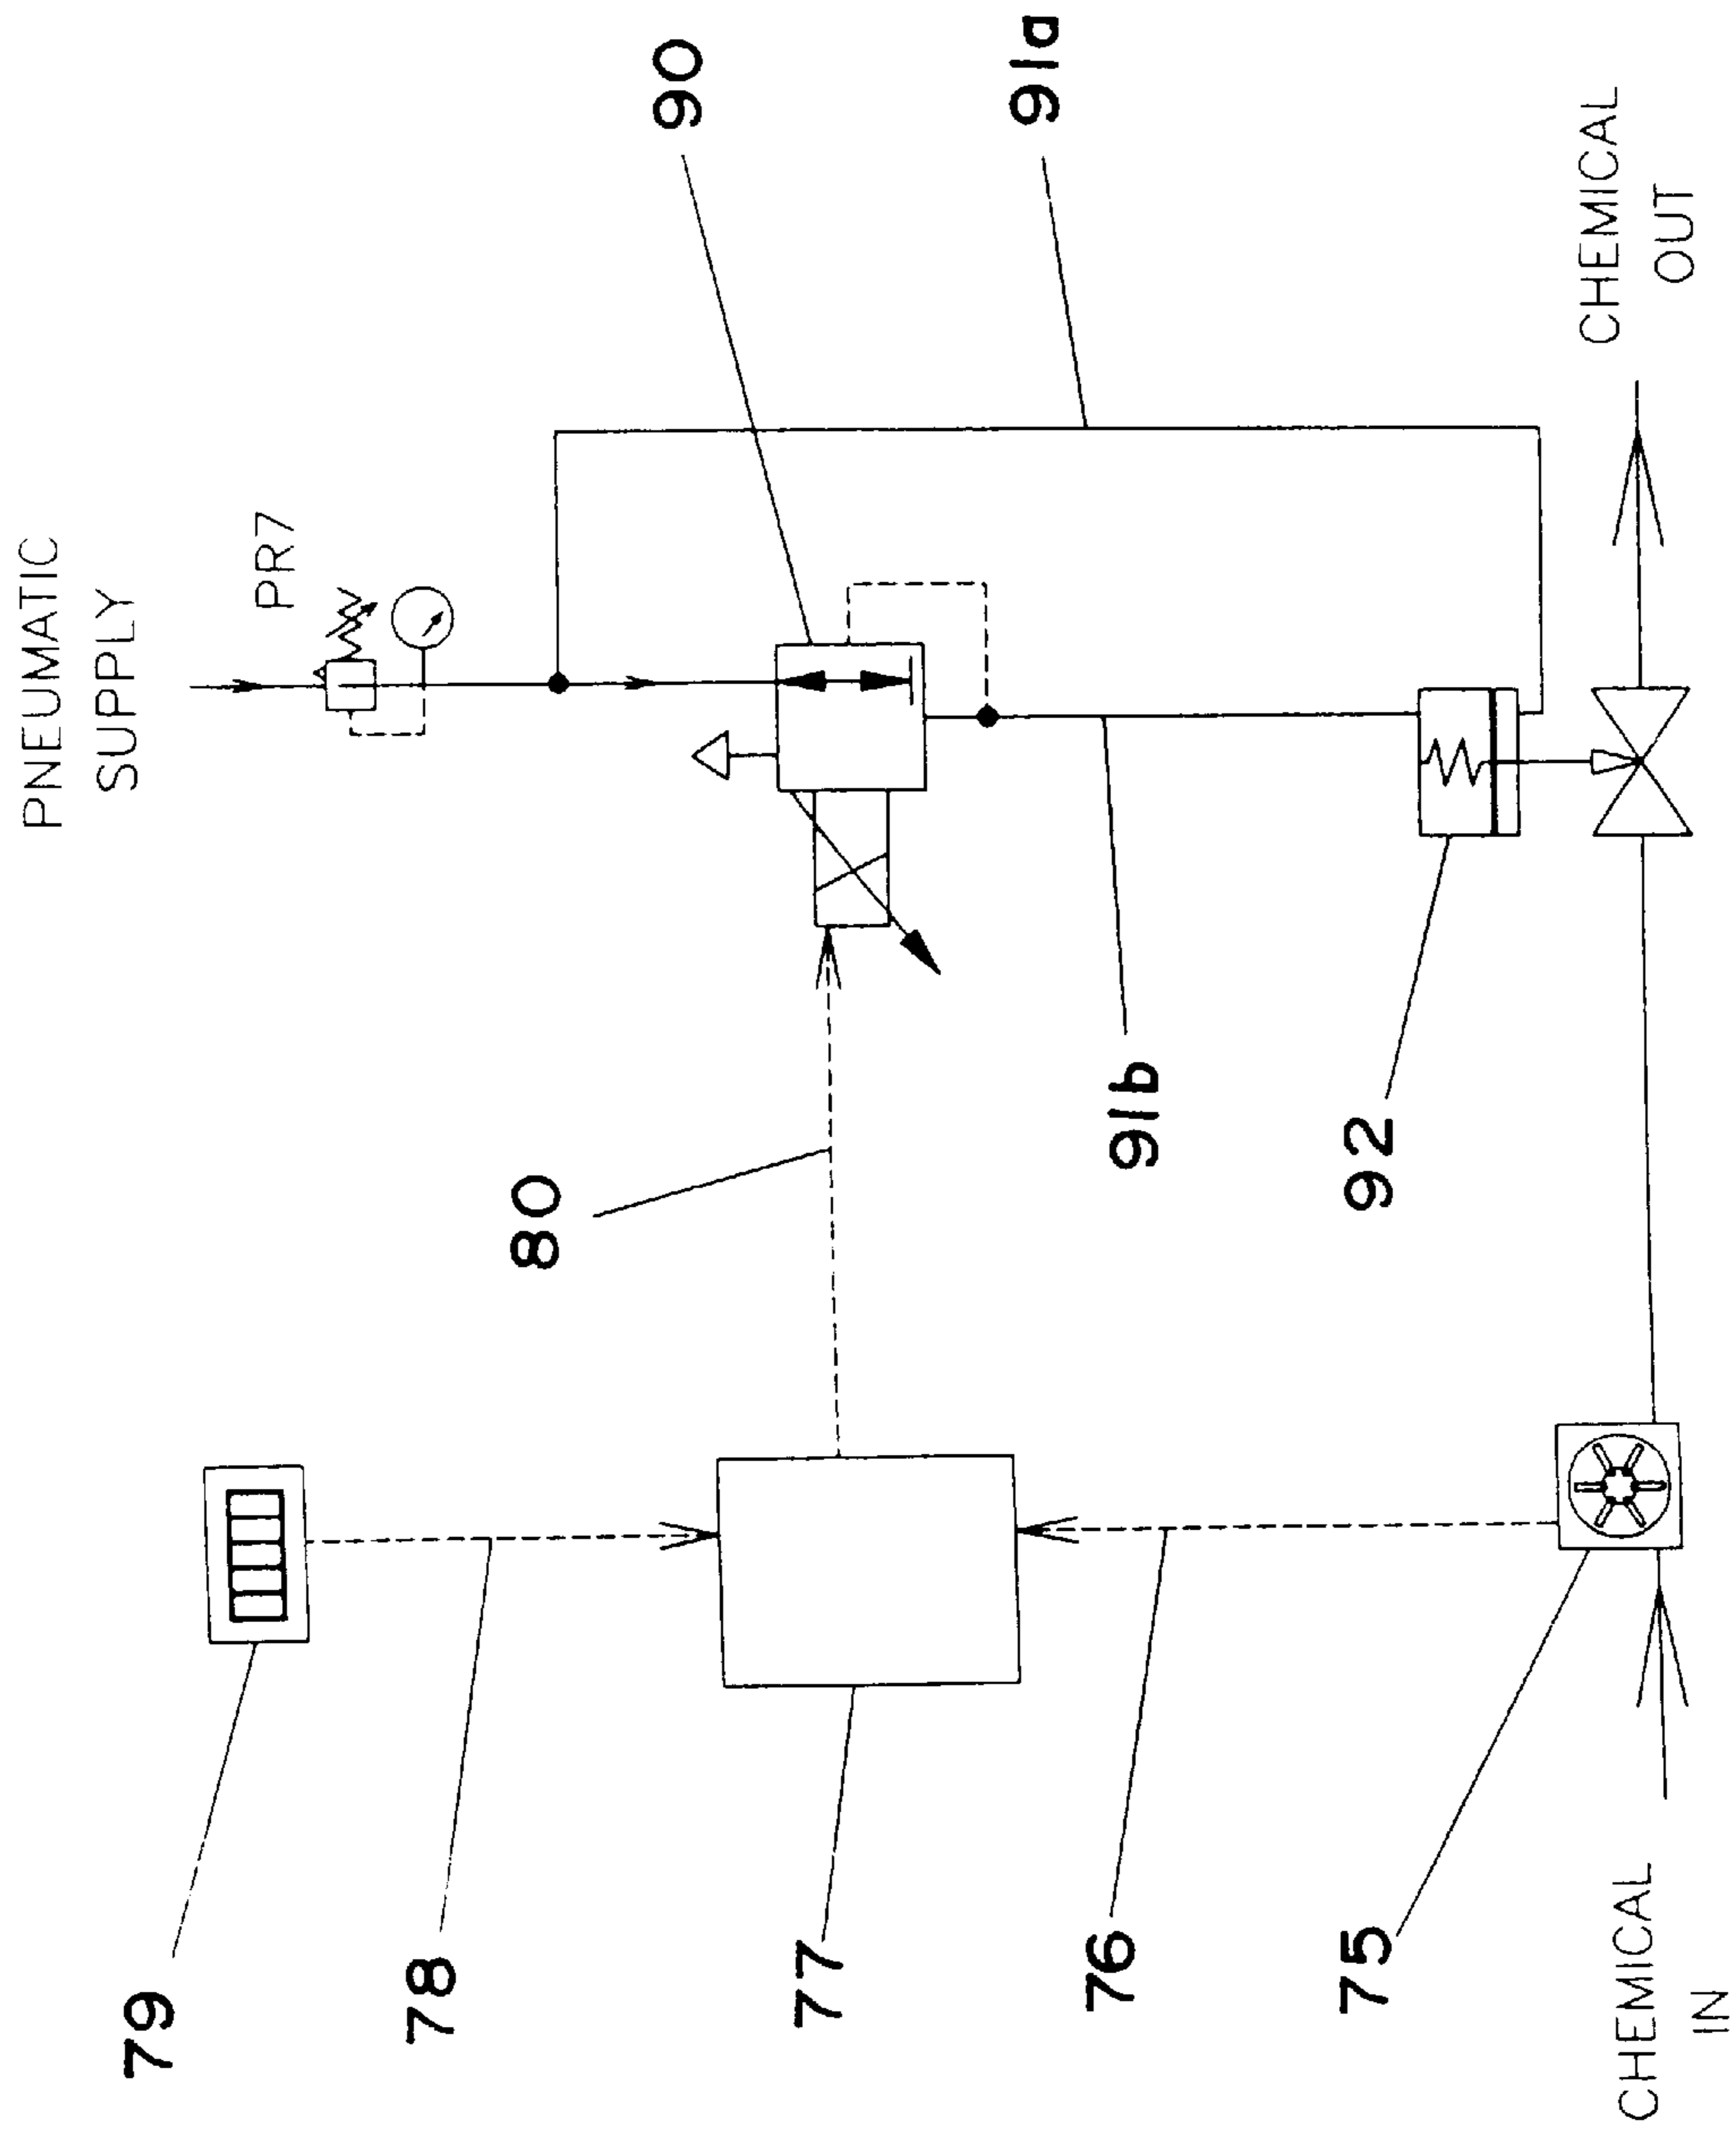 PNEUMATIC
SUPPLY
PR7
90
91a
79
78
80
77
76
91b
75
92
CHEMICAL
IN
CHEMICAL
OUT